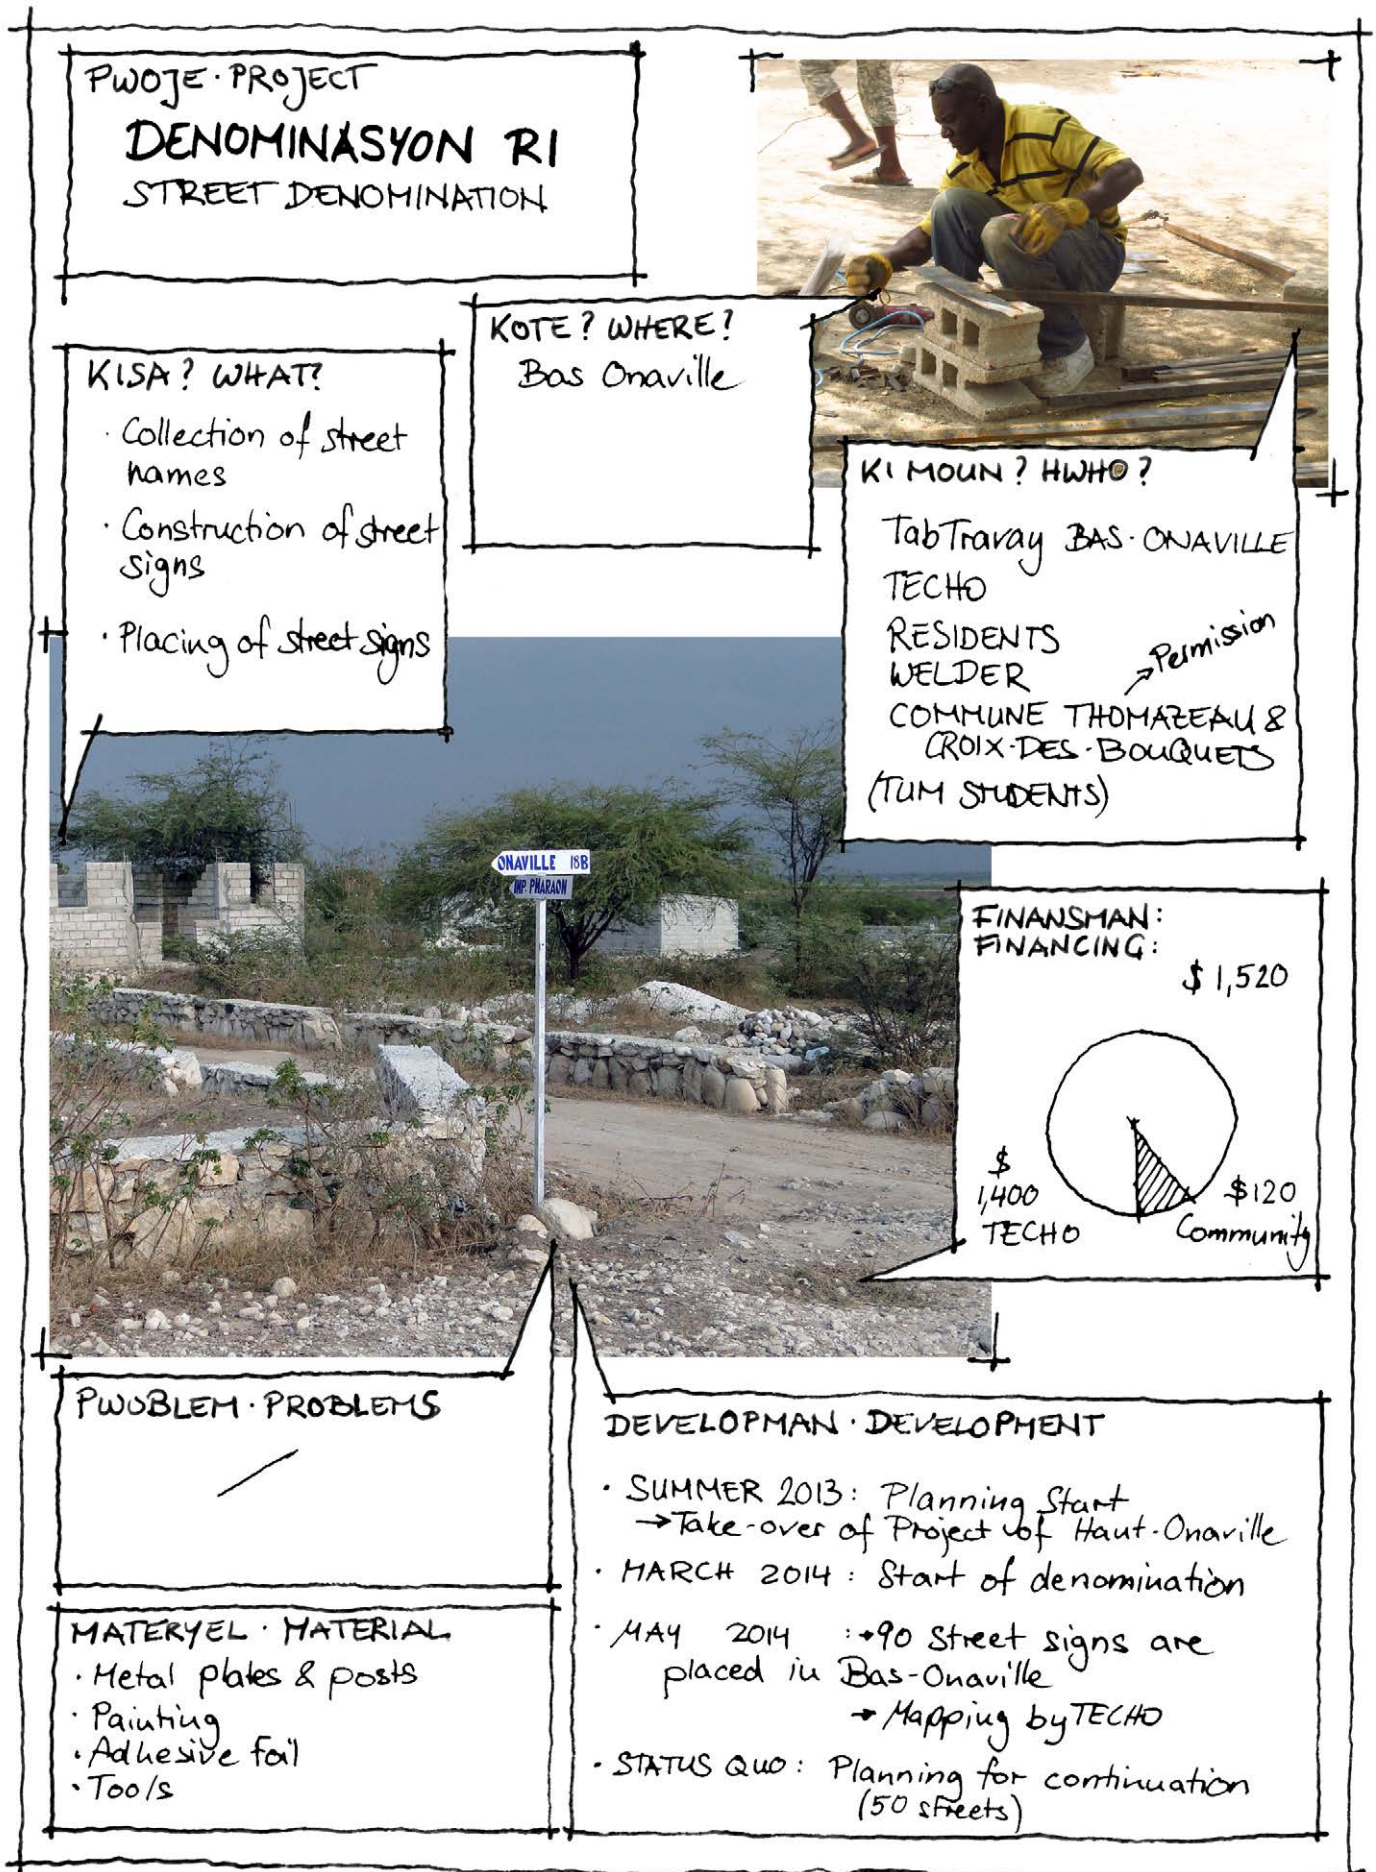 PWOJE · PROJECT
DENOMINASYON RI
STREET DENOMINATION
KOTE? WHERE?
Bas Onaville
KISA? WHAT?
· Collection of street
names
· Construction of street
signs
· Placing of street signs
KI MOUN? HWHO?
TabTravay BAS·ONAVILLE
TECHO
RESIDENTS
WELDER
→ Permission
COMMUNE THOMAZEAU &
CROIX·DES·BOUQUETS
(TUM STUDENTS)
ONAVILLE 18B
IMP. PHARAON
FINANSMAN:
FINANCING:
$ 1,520
$
1,400
TECHO
$120
Community
PWOBLEM · PROBLEMS
MATERYEL · MATERIAL
· Metal plates & posts
· Painting
· Adhesive foil
· Tools
DEVELOPMAN · DEVELOPMENT
· SUMMER 2013: Planning Start
→ Take-over of Project of Haut-Onaville
· MARCH 2014: Start of denomination
· MAY 2014 :→90 Street signs are
placed in Bas-Onaville
→ Mapping by TECHO
· STATUS QUO: Planning for continuation
(50 streets)